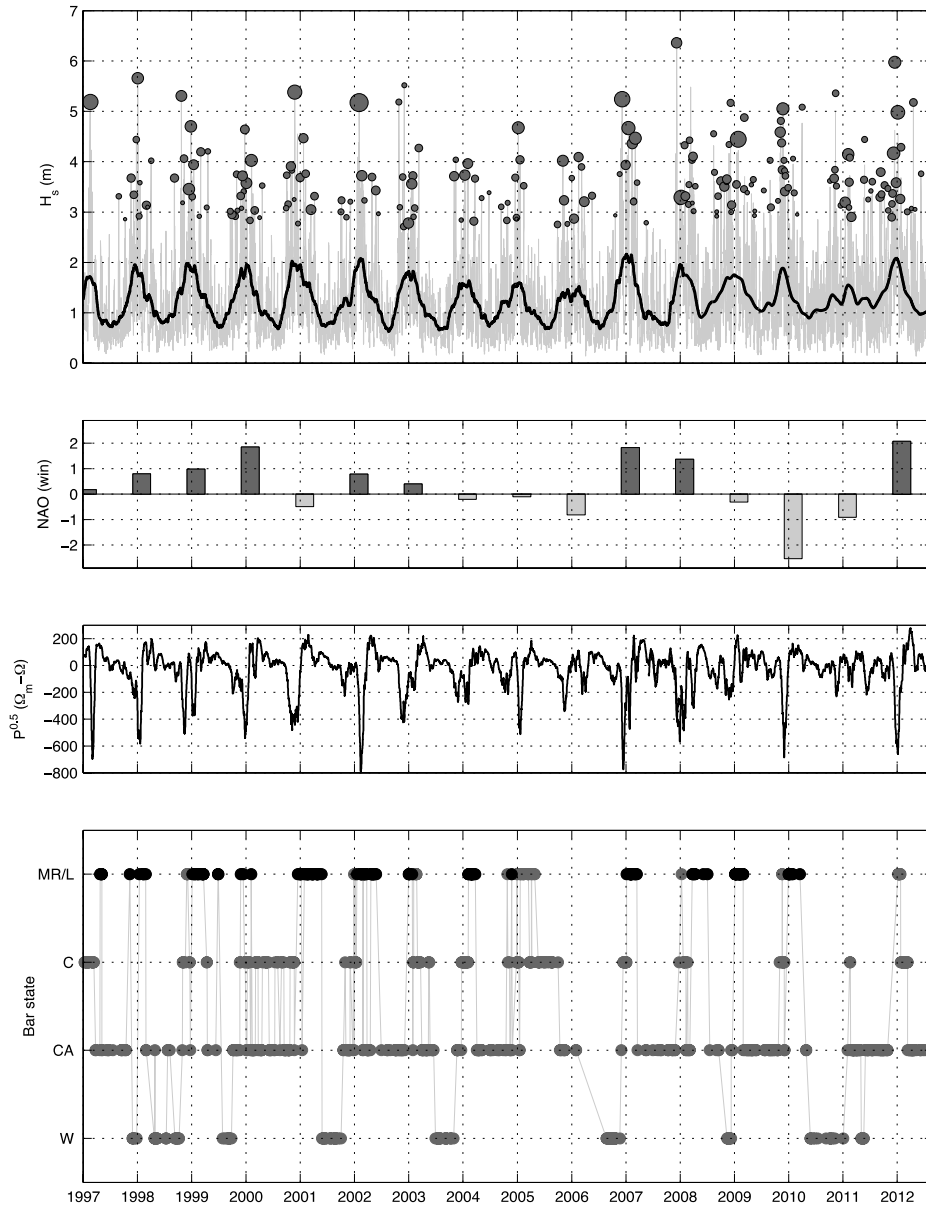 7
6
5
4
3
2
1
0
H_s (m)
2
1
0
−1
−2
NAO (win)
200
0
−200
−400
−600
−800
P^0.5 (Ω_m−Ω)
MR/L
C
CA
W
Bar state
1997 1998 1999 2000 2001 2002 2003 2004 2005 2006 2007 2008 2009 2010 2011 2012